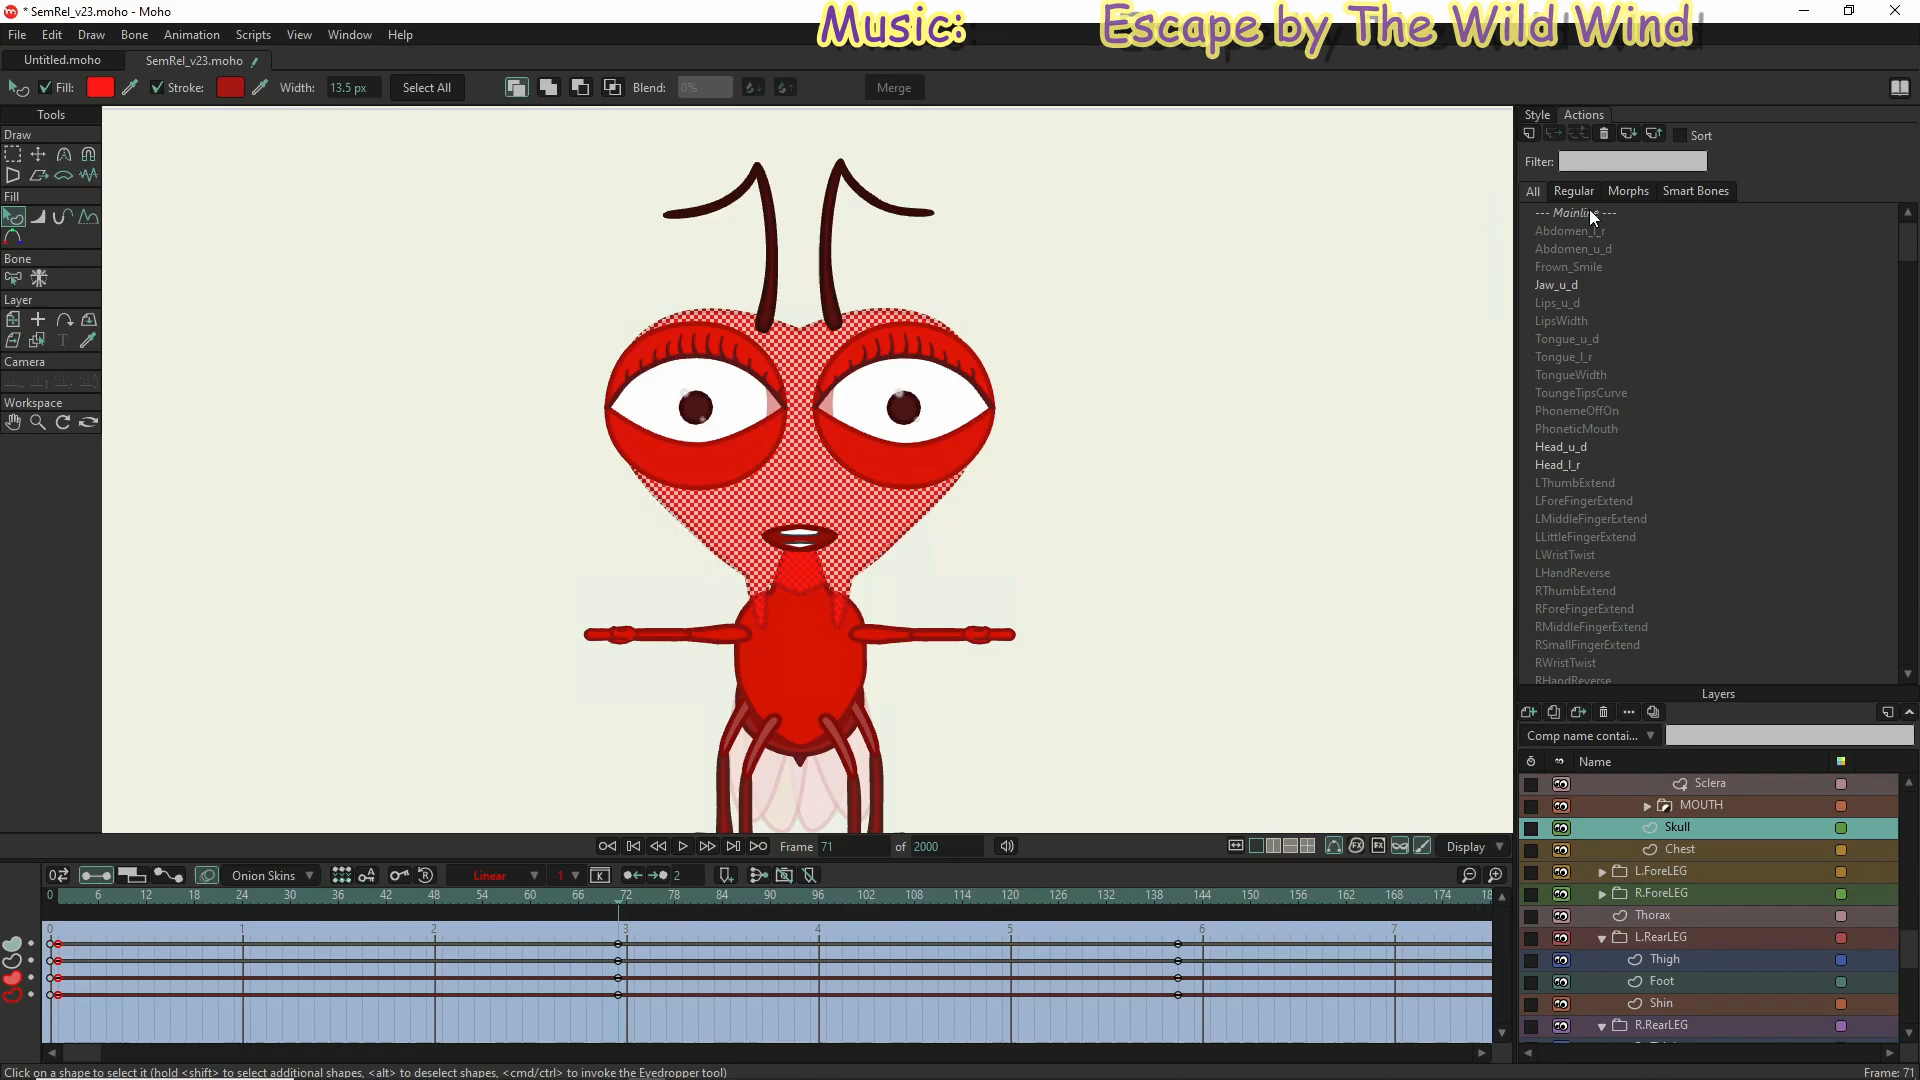 * SemRel_v23.moho - Moho
Music: Escape by The Wild Wind
File Edit Draw Bone Animation Scripts View Window Help
Untitled.moho SemRel_v23.moho
Fill: Stroke: Width: 13.5 px Select All Blend: 0% Merge
Tools
Draw
Fill
Bone
Layer
Camera
Workspace
Style Actions
Sort
Filter:
All Regular Morphs Smart Bones
--- Mainline ---
Abdomen_l_r
Abdomen_u_d
Frown_Smile
Jaw_u_d
Lips_u_d
LipsWidth
Tongue_u_d
Tongue_l_r
TongueWidth
ToungeTipsCurve
PhonemeOffOn
PhoneticMouth
Head_u_d
Head_l_r
LThumbExtend
LForeFingerExtend
LMiddleFingerExtend
LLittleFingerExtend
LWristTwist
LHandReverse
RThumbExtend
RForeFingerExtend
RMiddleFingerExtend
RSmallFingerExtend
RWristTwist
RHandReverse
Layers
Comp name contai...
Name
Sclera
MOUTH
Skull
Chest
L.ForeLEG
R.ForeLEG
Thorax
L.RearLEG
Thigh
Foot
Shin
R.RearLEG
Frame 71 of 2000 Display
Onion Skins Linear 1 2
0 6 12 18 24 30 36 42 48 54 60 66 72 78 84 90 96 102 108 114 120 126 132 138 144 150 156 162 168 174 18
0 1 2 3 4 5 6 7
Click on a shape to select it (hold <shift> to select additional shapes, <alt> to deselect shapes, <cmd/ctrl> to invoke the Eyedropper tool)
Frame: 71